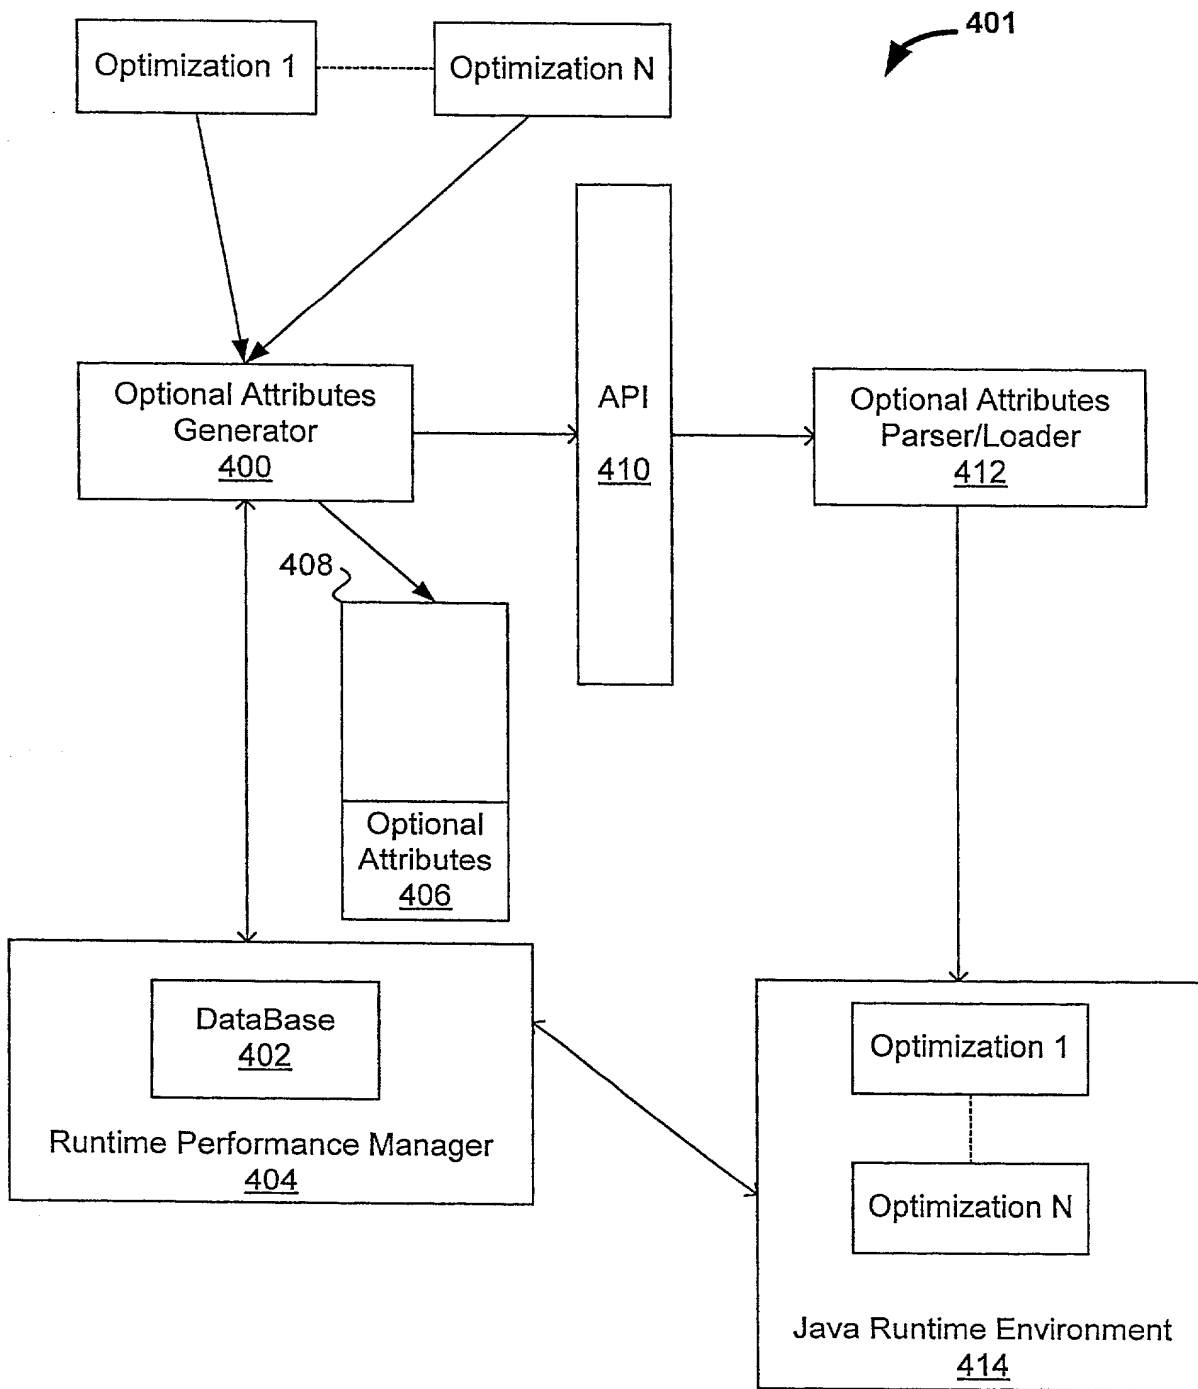 401
Optimization 1
Optimization N
Optional Attributes
Generator
400
API
410
Optional Attributes
Parser/Loader
412
408
Optional
Attributes
406
DataBase
402
Runtime Performance Manager
404
Optimization 1
Optimization N
Java Runtime Environment
414